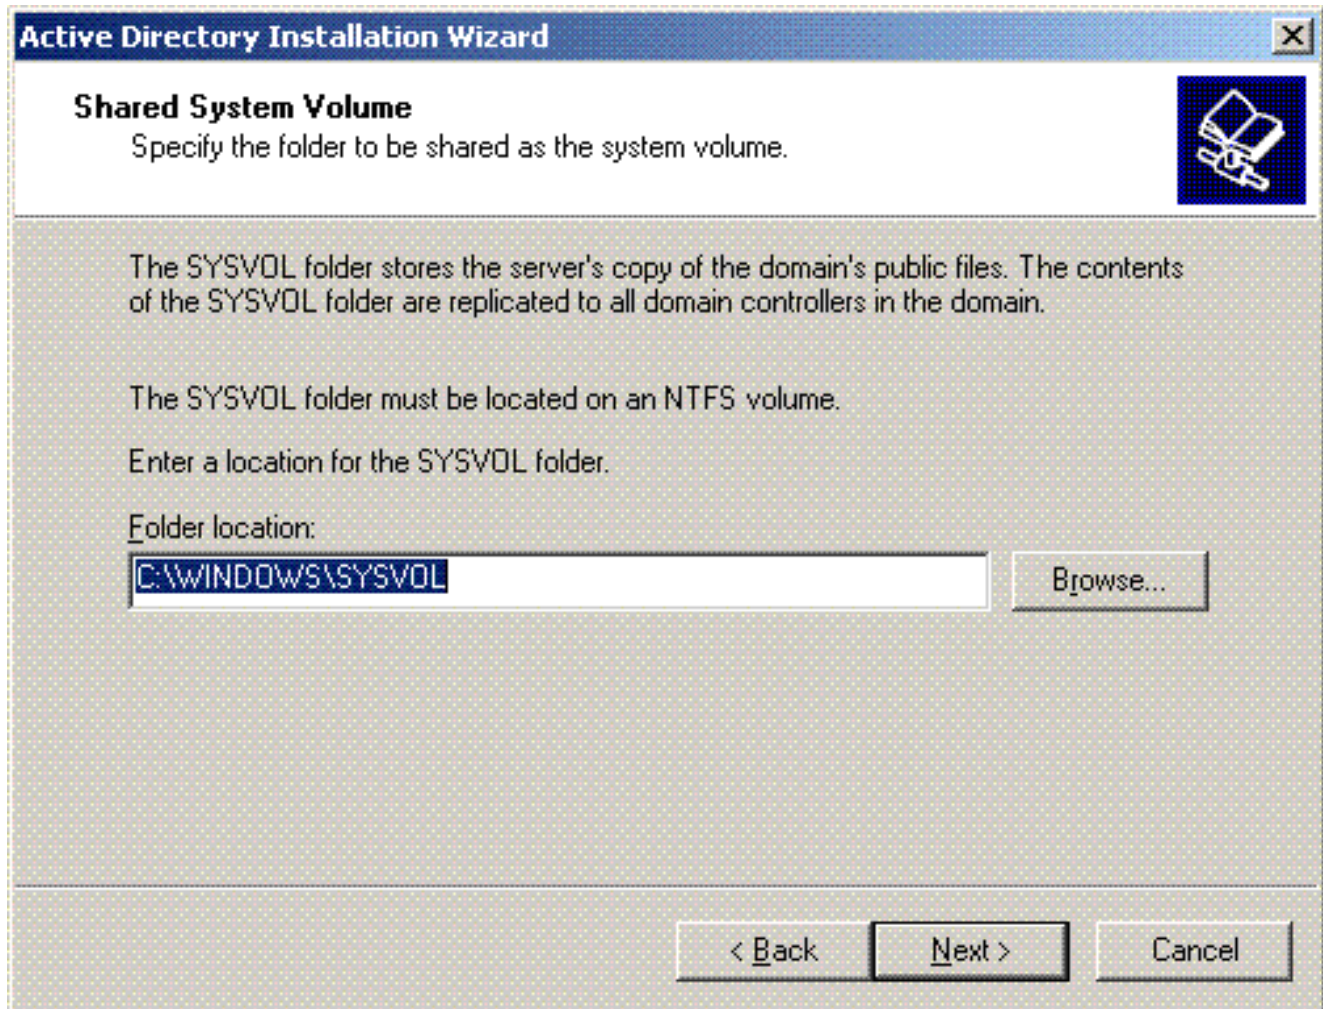 Active Directory Installation Wizard
Shared System Volume
Specify the folder to be shared as the system volume.
The SYSVOL folder stores the server's copy of the domain's public files. The contents
of the SYSVOL folder are replicated to all domain controllers in the domain.
The SYSVOL folder must be located on an NTFS volume.
Enter a location for the SYSVOL folder.
Folder location:
C:\WINDOWS\SYSVOL
Browse...
< Back
Next >
Cancel